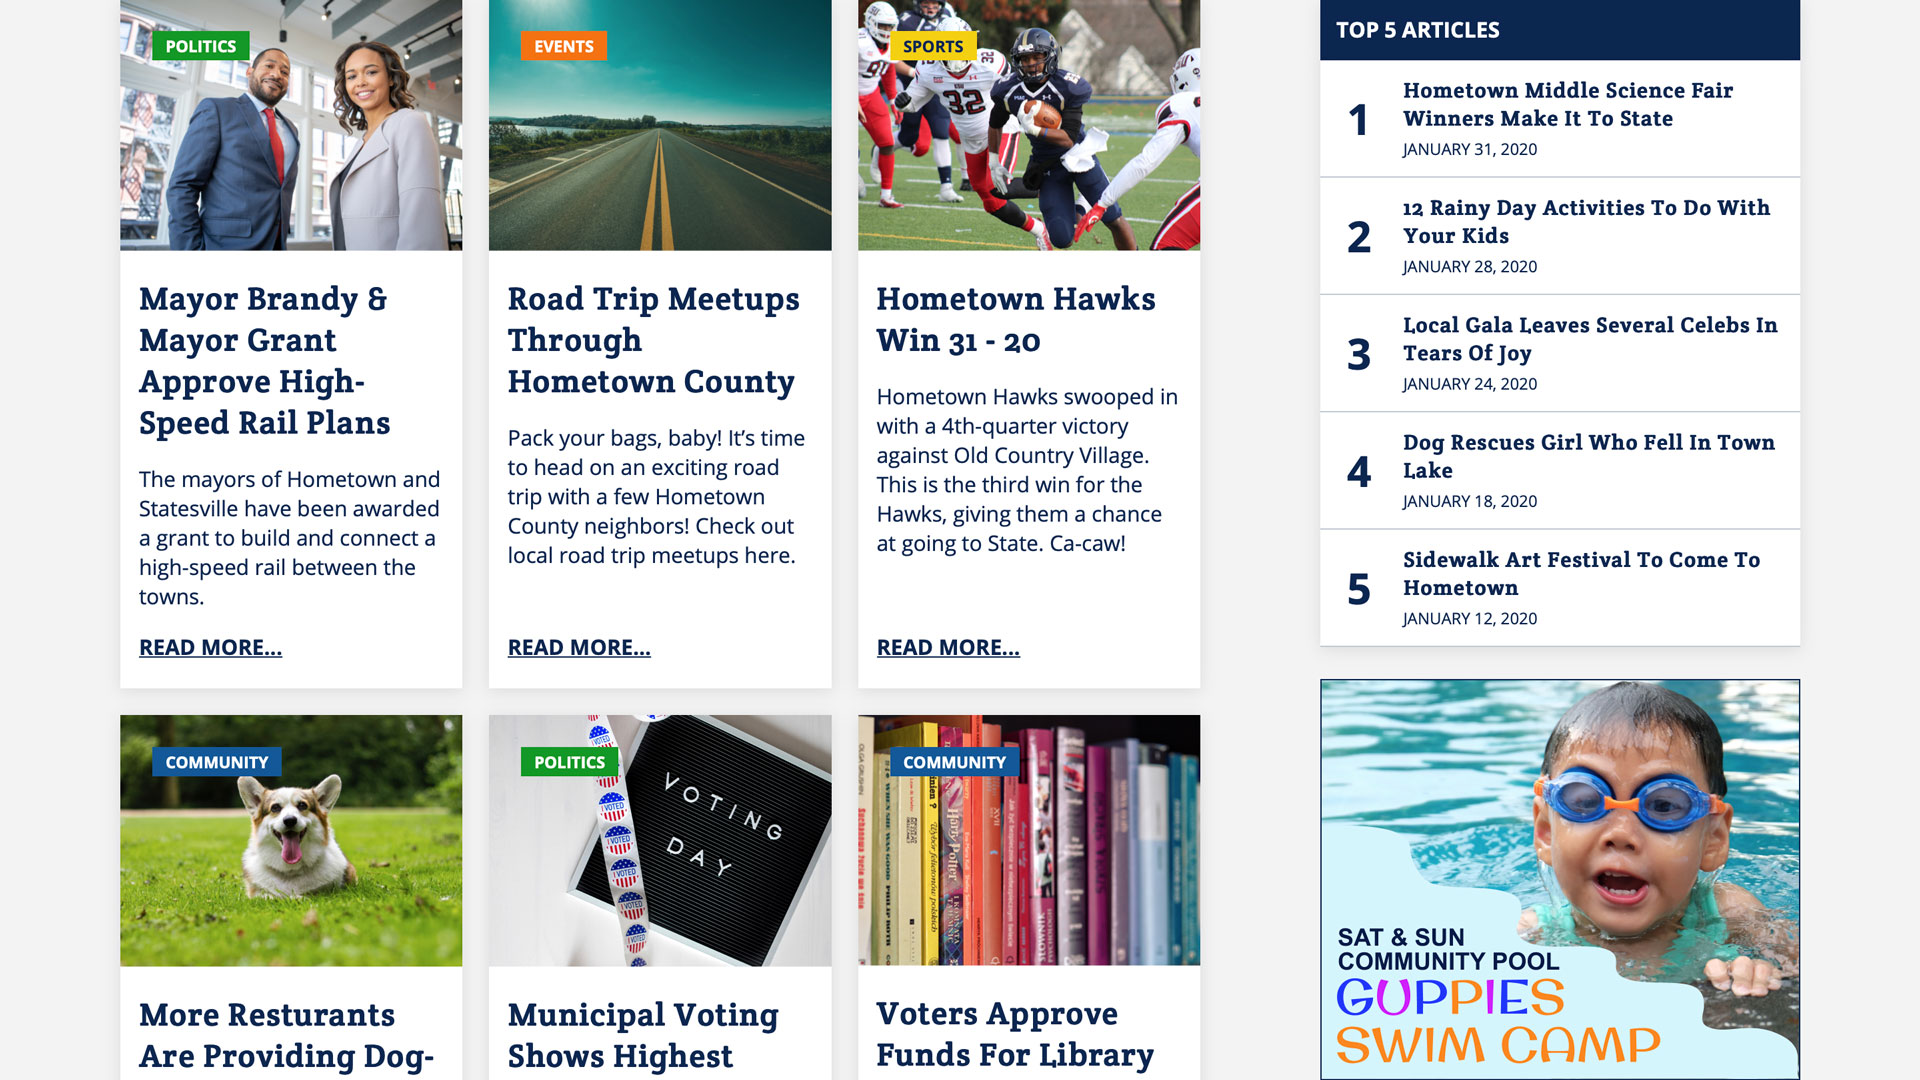 POLITICS
Mayor Brandy &
Mayor Grant
Approve High-
Speed Rail Plans
The mayors of Hometown and
Statesville have been awarded
a grant to build and connect a
high-speed rail between the
towns.
READ MORE...
EVENTS
Road Trip Meetups
Through
Hometown County
Pack your bags, baby! It’s time
to head on an exciting road
trip with a few Hometown
County neighbors! Check out
local road trip meetups here.
READ MORE...
SPORTS
32
Hometown Hawks
Win 31 - 20
Hometown Hawks swooped in
with a 4th-quarter victory
against Old Country Village.
This is the third win for the
Hawks, giving them a chance
at going to State. Ca-caw!
READ MORE...
COMMUNITY
More Resturants
Are Providing Dog-
POLITICS
VOTING
DAY
I VOTED
I VOTED
I VOTED
I VOTED
I VOTED
I VOTED
Municipal Voting
Shows Highest
COMMUNITY
Harry Potter
Voters Approve
Funds For Library
TOP 5 ARTICLES
1
Hometown Middle Science Fair
Winners Make It To State
JANUARY 31, 2020
2
12 Rainy Day Activities To Do With
Your Kids
JANUARY 28, 2020
3
Local Gala Leaves Several Celebs In
Tears Of Joy
JANUARY 24, 2020
4
Dog Rescues Girl Who Fell In Town
Lake
JANUARY 18, 2020
5
Sidewalk Art Festival To Come To
Hometown
JANUARY 12, 2020
SAT & SUN
COMMUNITY POOL
GUPPIES
SWIM CAMP